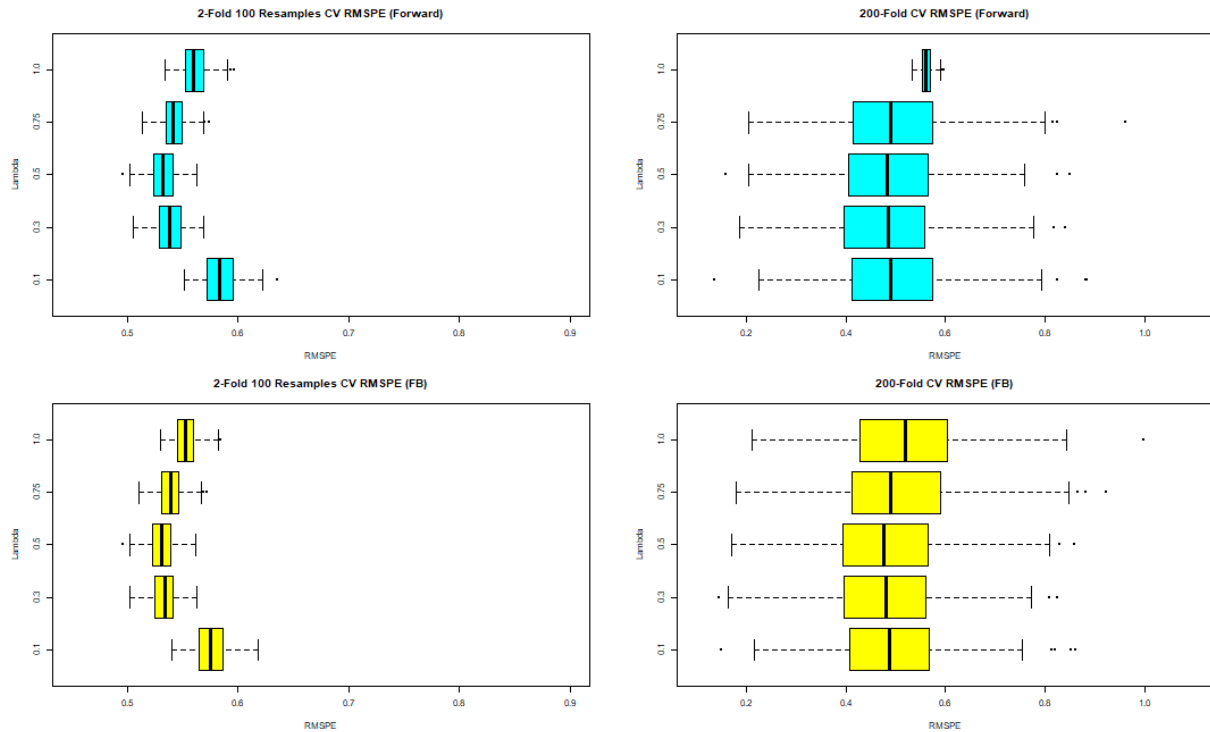 2-Fold 100 Resamples CV RMSPE (Forward)
Lambda
1.0
0.75
0.5
0.3
0.1
0.5 0.6 0.7 0.8 0.9
RMSPE
200-Fold CV RMSPE (Forward)
Lambda
1.0
0.75
0.5
0.3
0.1
0.2 0.4 0.6 0.8 1.0
RMSPE
2-Fold 100 Resamples CV RMSPE (FB)
Lambda
1.0
0.75
0.5
0.3
0.1
0.5 0.6 0.7 0.8 0.9
RMSPE
200-Fold CV RMSPE (FB)
Lambda
1.0
0.75
0.5
0.3
0.1
0.2 0.4 0.6 0.8 1.0
RMSPE